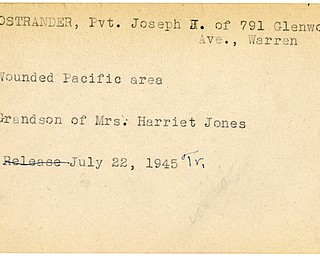 OSTRANDER, Pvt. Joseph H. of 791 Glenwo
Ave., Warren
Wounded Pacific area
Grandson of Mrs. Harriet Jones
Release July 22, 1945 Tr.